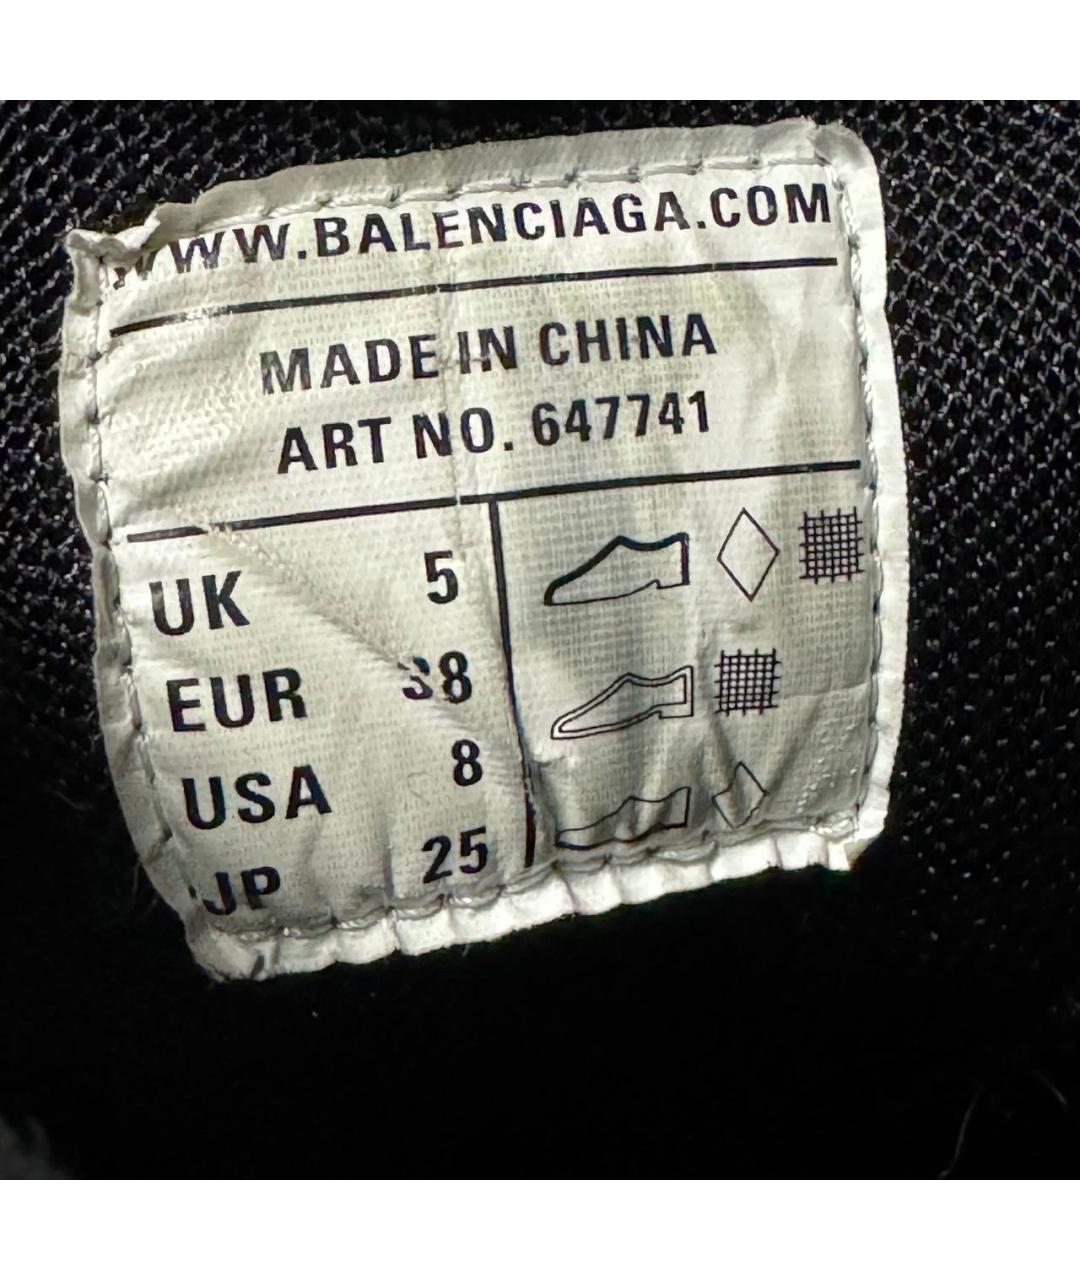 WWW.BALENCIAGA.COM
MADE IN CHINA
ART NO. 647741
UK 5
EUR 38
USA 8
JP 25